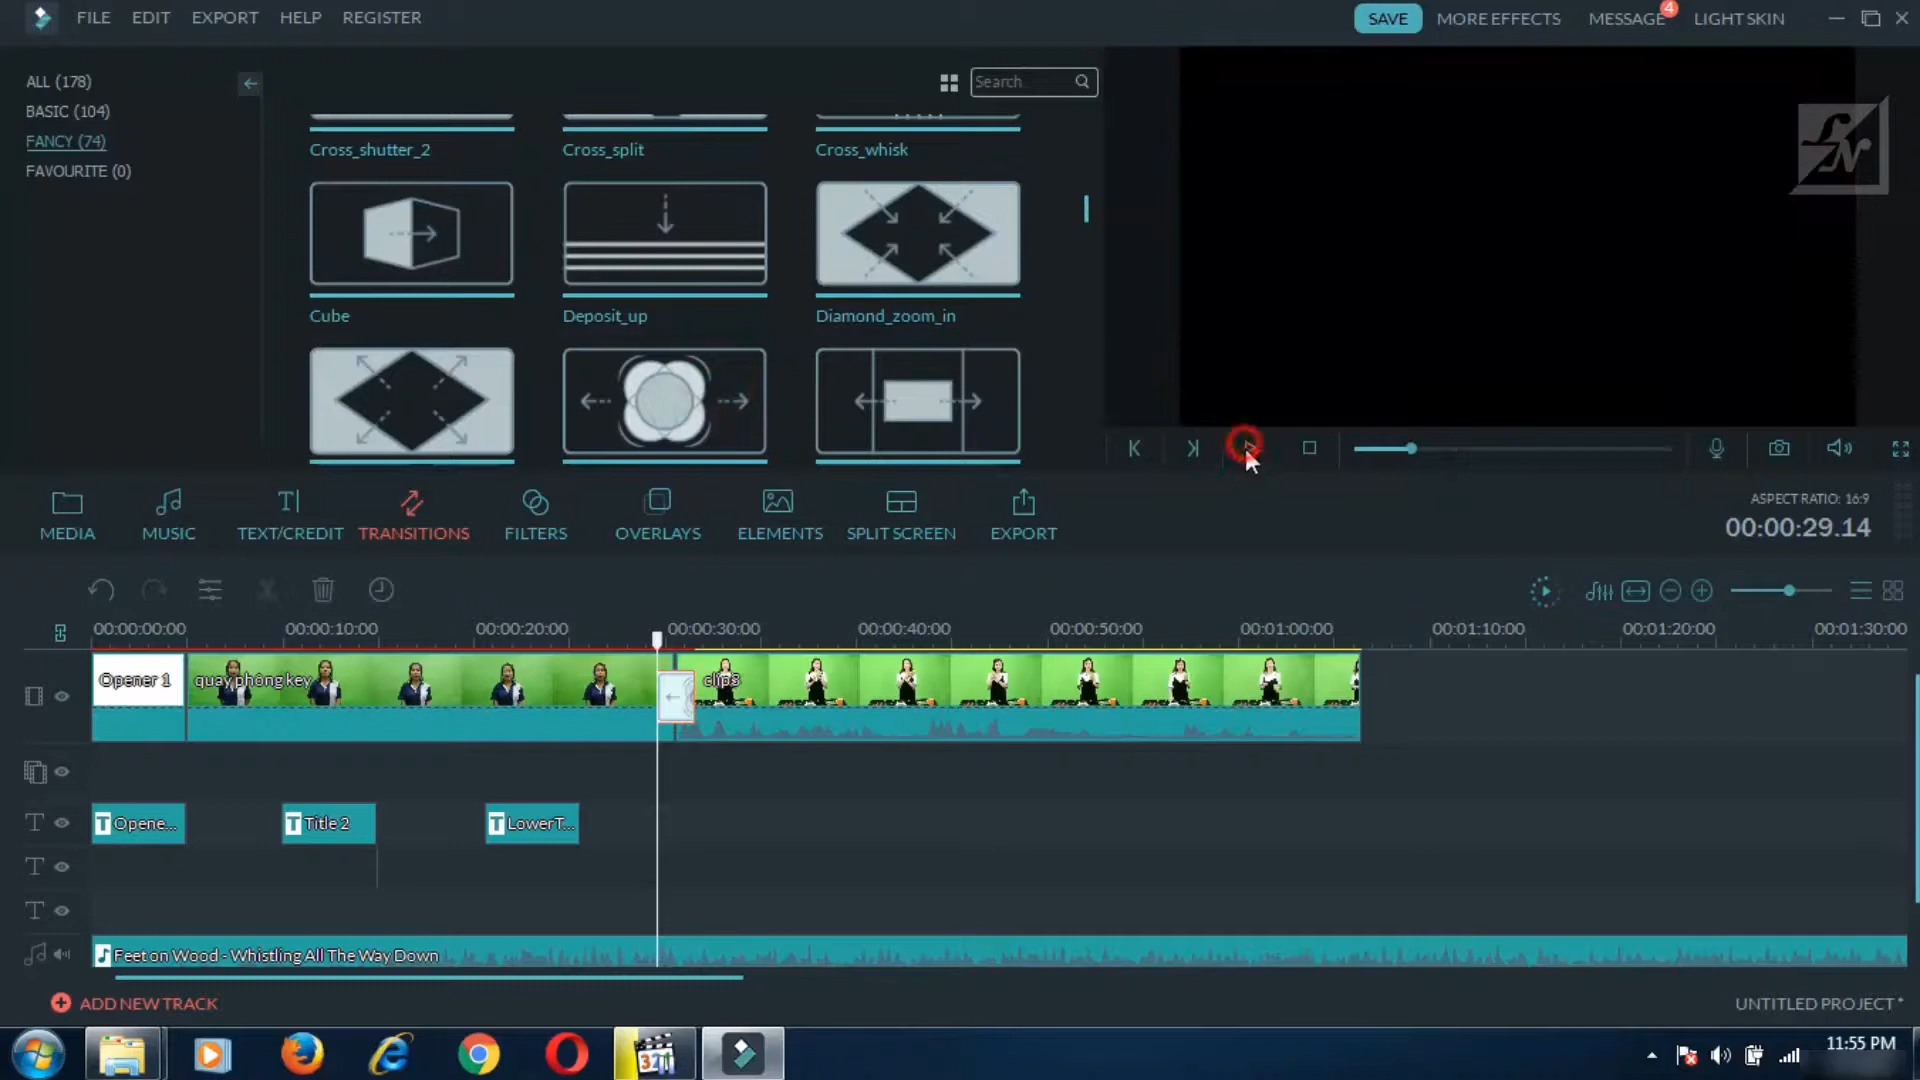 FILE EDIT EXPORT HELP REGISTER
SAVE MORE EFFECTS MESSAGE 4 LIGHT SKIN
ALL (178)
BASIC (104)
FANCY (74)
FAVOURITE (0)
Search
LN
Cross_shutter_2 Cross_split Cross_whisk
Cube Deposit_up Diamond_zoom_in
MEDIA MUSIC TEXT/CREDIT TRANSITIONS FILTERS OVERLAYS ELEMENTS SPLIT SCREEN EXPORT
ASPECT RATIO: 16:9
00:00:29.14
00:00:00:00 00:00:10:00 00:00:20:00 00:00:30:00 00:00:40:00 00:00:50:00 00:01:00:00 00:01:10:00 00:01:20:00 00:01:30:00
Opener 1 quay phông key clip3
T Opene... T Title 2 T LowerT...
Feet on Wood - Whistling All The Way Down
ADD NEW TRACK
UNTITLED PROJECT *
321
11:55 PM